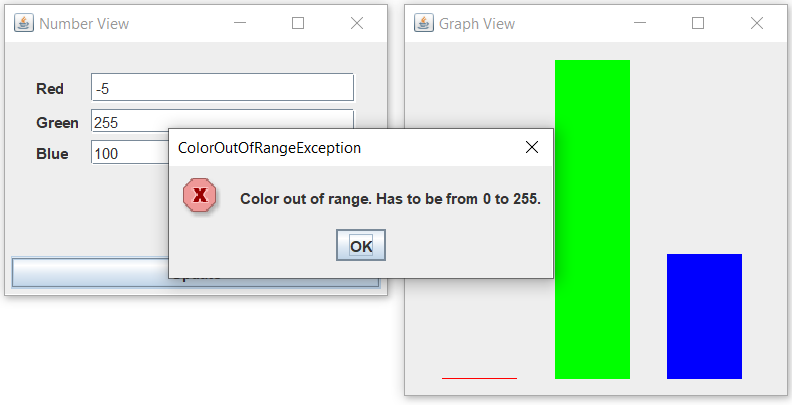 Number View
Red
-5
Green
255
Blue
100
ColorOutOfRangeException
X
Color out of range. Has to be from 0 to 255.
OK
Graph View